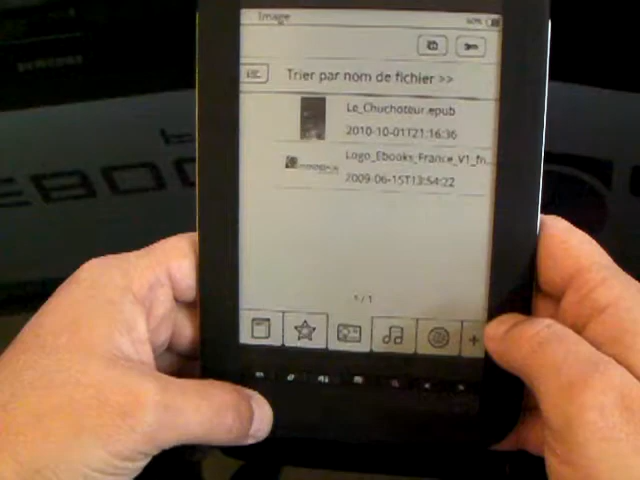 Image
Trier par nom de fichier >>
Le_Chuchoteur.epub
2010-10-01T21:16:36
Logo_Ebooks_France_V1_fn...
2009-06-15T13:54:22
1 / 1
+